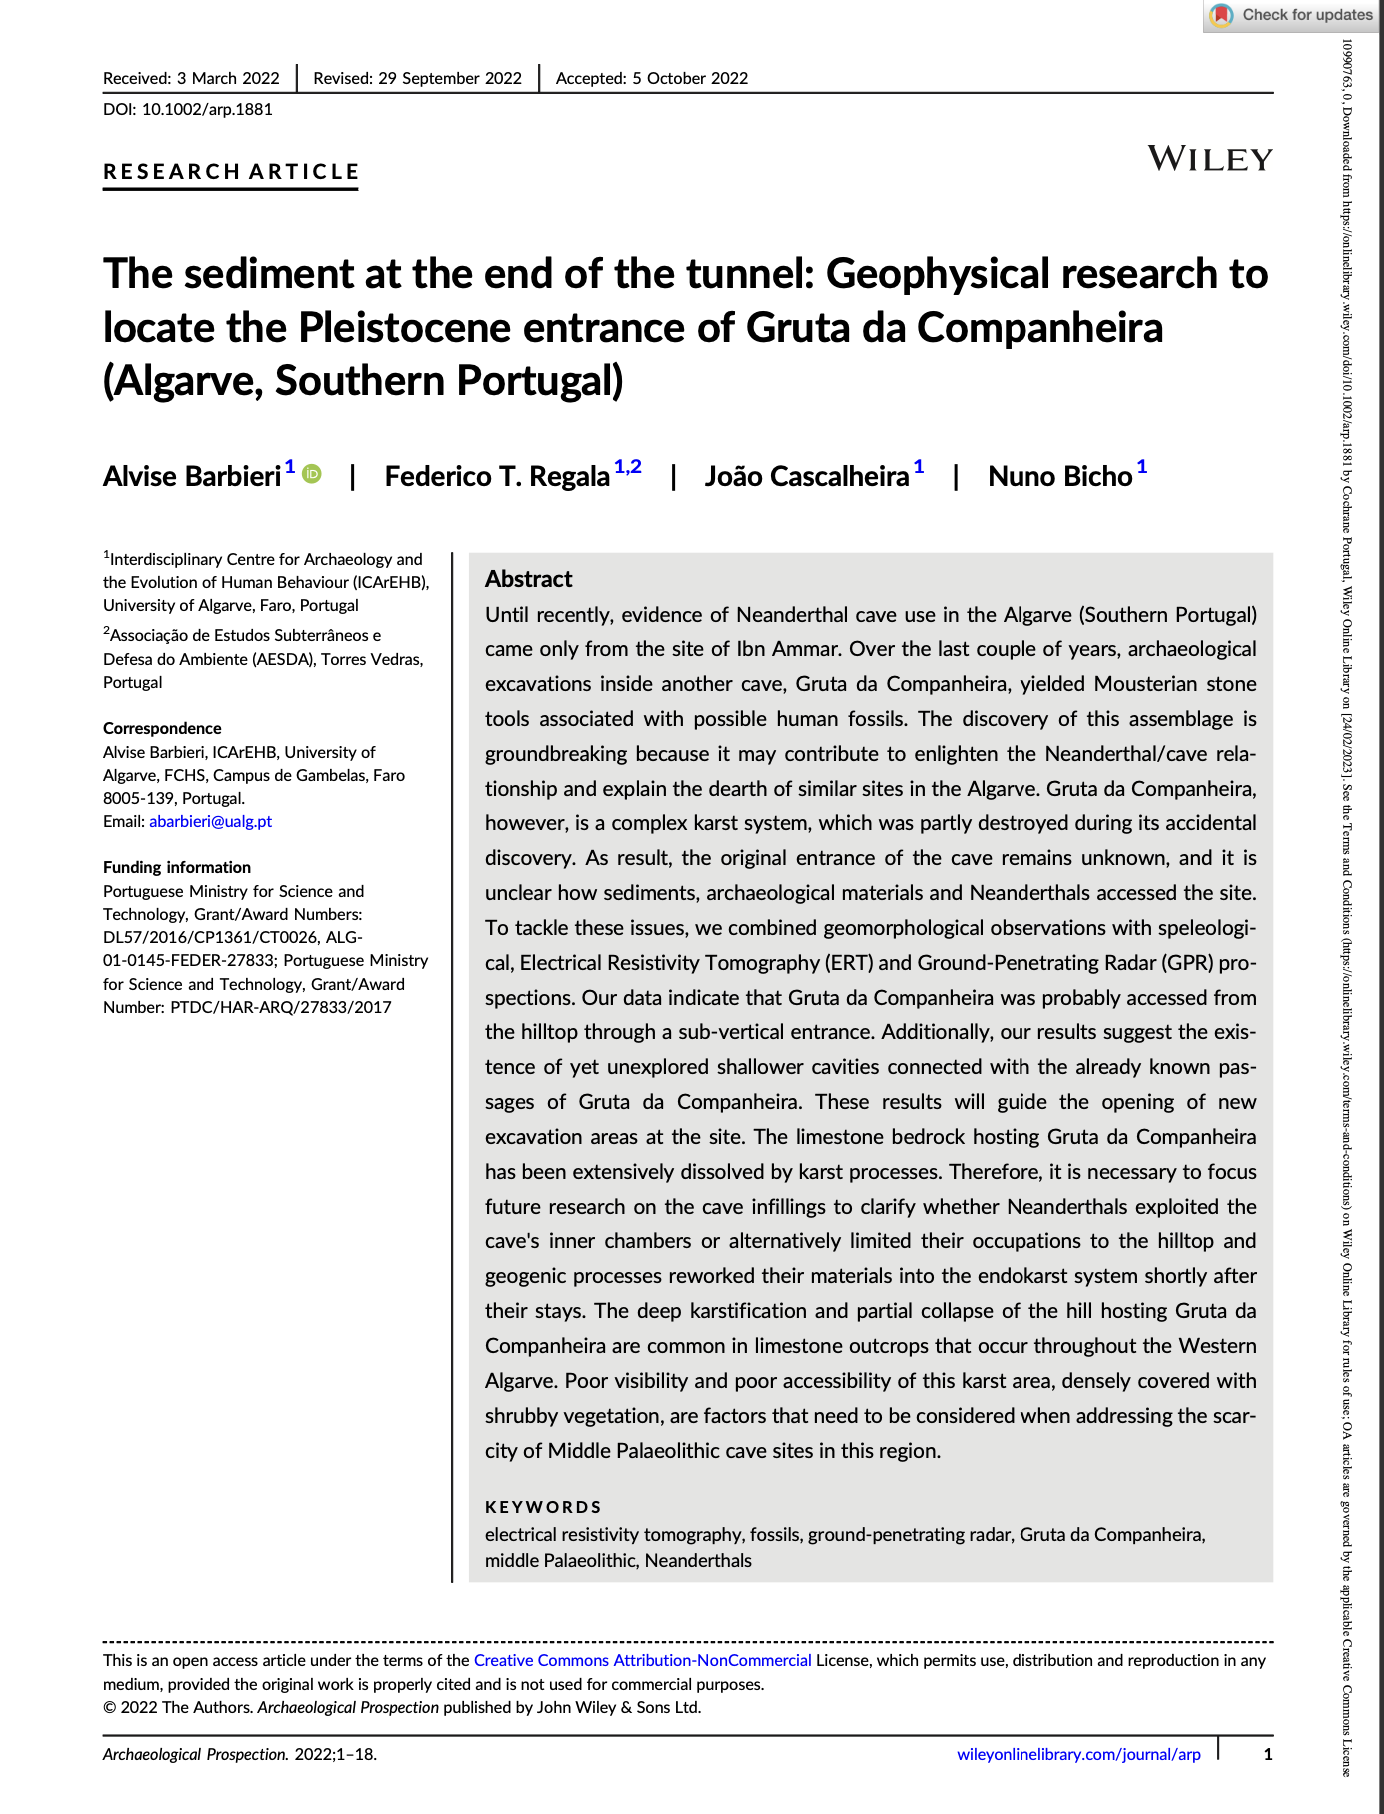 Check for updates
Received: 3 March 2022 | Revised: 29 September 2022 | Accepted: 5 October 2022
DOI: 10.1002/arp.1881
RESEARCH ARTICLE
WILEY
The sediment at the end of the tunnel: Geophysical research to
locate the Pleistocene entrance of Gruta da Companheira
(Algarve, Southern Portugal)
Alvise Barbieri1 iD | Federico T. Regala1,2 | João Cascalheira1 | Nuno Bicho1
1Interdisciplinary Centre for Archaeology and
the Evolution of Human Behaviour (ICArEHB),
University of Algarve, Faro, Portugal
2Associação de Estudos Subterrâneos e
Defesa do Ambiente (AESDA), Torres Vedras,
Portugal
Correspondence
Alvise Barbieri, ICArEHB, University of
Algarve, FCHS, Campus de Gambelas, Faro
8005-139, Portugal.
Email: abarbieri@ualg.pt
Funding information
Portuguese Ministry for Science and
Technology, Grant/Award Numbers:
DL57/2016/CP1361/CT0026, ALG-
01-0145-FEDER-27833; Portuguese Ministry
for Science and Technology, Grant/Award
Number: PTDC/HAR-ARQ/27833/2017
Abstract
Until recently, evidence of Neanderthal cave use in the Algarve (Southern Portugal)
came only from the site of Ibn Ammar. Over the last couple of years, archaeological
excavations inside another cave, Gruta da Companheira, yielded Mousterian stone
tools associated with possible human fossils. The discovery of this assemblage is
groundbreaking because it may contribute to enlighten the Neanderthal/cave rela-
tionship and explain the dearth of similar sites in the Algarve. Gruta da Companheira,
however, is a complex karst system, which was partly destroyed during its accidental
discovery. As result, the original entrance of the cave remains unknown, and it is
unclear how sediments, archaeological materials and Neanderthals accessed the site.
To tackle these issues, we combined geomorphological observations with speleologi-
cal, Electrical Resistivity Tomography (ERT) and Ground-Penetrating Radar (GPR) pro-
spections. Our data indicate that Gruta da Companheira was probably accessed from
the hilltop through a sub-vertical entrance. Additionally, our results suggest the exis-
tence of yet unexplored shallower cavities connected with the already known pas-
sages of Gruta da Companheira. These results will guide the opening of new
excavation areas at the site. The limestone bedrock hosting Gruta da Companheira
has been extensively dissolved by karst processes. Therefore, it is necessary to focus
future research on the cave infillings to clarify whether Neanderthals exploited the
cave's inner chambers or alternatively limited their occupations to the hilltop and
geogenic processes reworked their materials into the endokarst system shortly after
their stays. The deep karstification and partial collapse of the hill hosting Gruta da
Companheira are common in limestone outcrops that occur throughout the Western
Algarve. Poor visibility and poor accessibility of this karst area, densely covered with
shrubby vegetation, are factors that need to be considered when addressing the scar-
city of Middle Palaeolithic cave sites in this region.
KEYWORDS
electrical resistivity tomography, fossils, ground-penetrating radar, Gruta da Companheira,
middle Palaeolithic, Neanderthals
This is an open access article under the terms of the Creative Commons Attribution-NonCommercial License, which permits use, distribution and reproduction in any
medium, provided the original work is properly cited and is not used for commercial purposes.
© 2022 The Authors. Archaeological Prospection published by John Wiley & Sons Ltd.
Archaeological Prospection. 2022;1–18.
wileyonlinelibrary.com/journal/arp | 1
10990763, 0, Downloaded from https://onlinelibrary.wiley.com/doi/10.1002/arp.1881 by Cochrane Portugal, Wiley Online Library on [24/02/2023]. See the Terms and Conditions (https://onlinelibrary.wiley.com/terms-and-conditions) on Wiley Online Library for rules of use; OA articles are governed by the applicable Creative Commons License